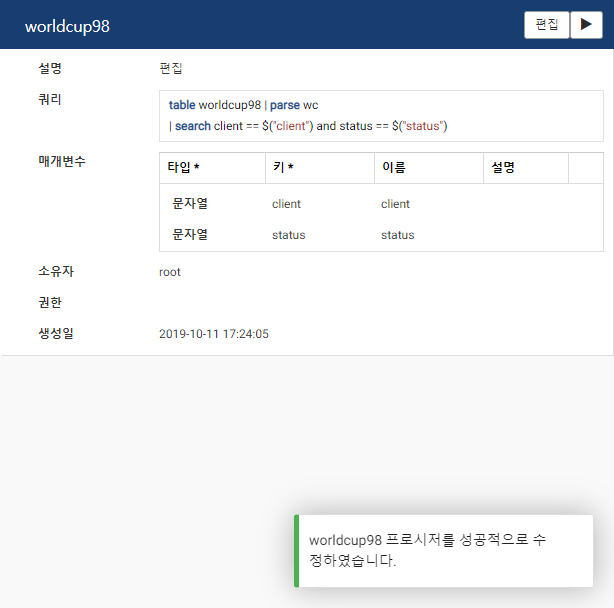 worldcup98
편집 ▶
설명 편집
쿼리 table worldcup98 | parse wc
| search client == $("client") and status == $("status")
매개변수 타입 * 키 * 이름 설명
문자열 client client
문자열 status status
소유자 root
권한
생성일 2019-10-11 17:24:05
worldcup98 프로시저를 성공적으로 수
정하였습니다.